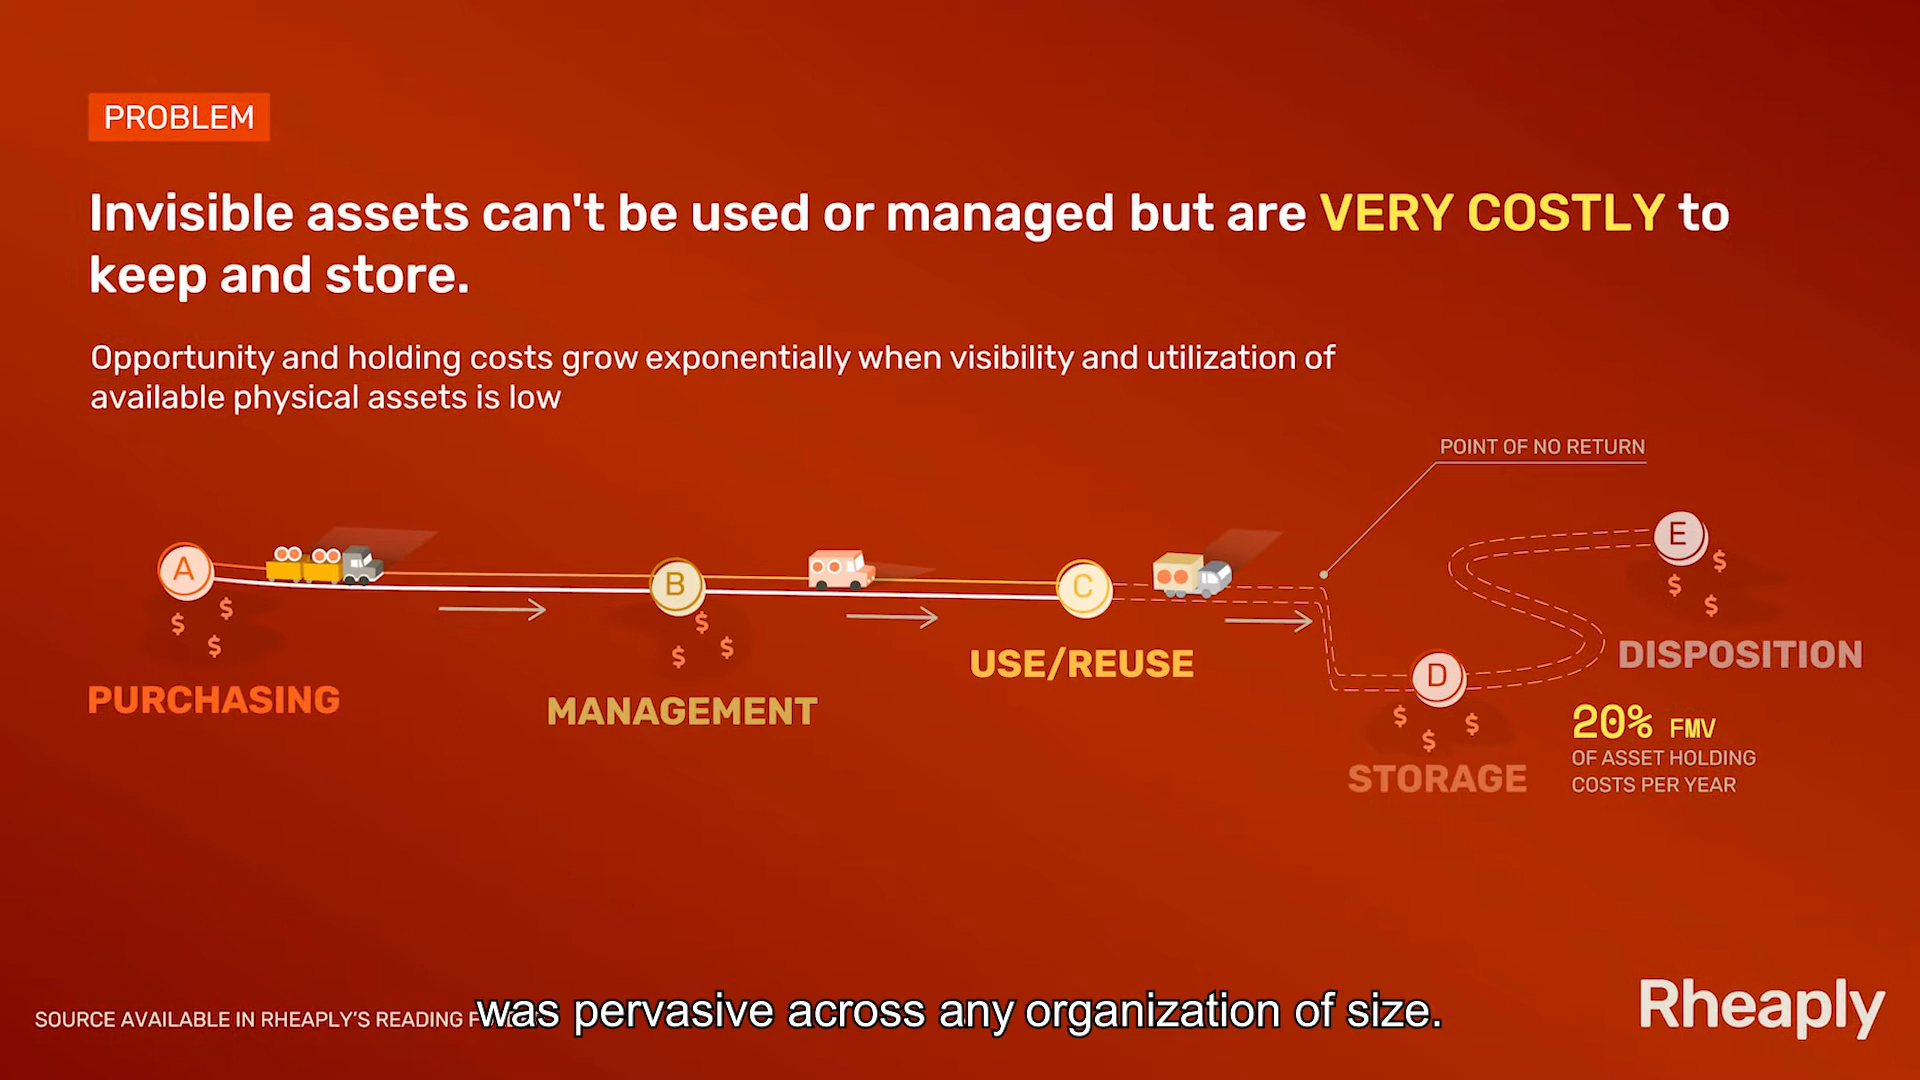 PROBLEM
Invisible assets can't be used or managed but are VERY COSTLY to
keep and store.
Opportunity and holding costs grow exponentially when visibility and utilization of
available physical assets is low
POINT OF NO RETURN
A
B
C
D
E
$ $ $
$ $ $
$ $ $
$ $ $
PURCHASING
MANAGEMENT
USE/REUSE
STORAGE
DISPOSITION
20% FMV
OF ASSET HOLDING
COSTS PER YEAR
SOURCE AVAILABLE IN RHEAPLY'S READING
was pervasive across any organization of size.
Rheaply